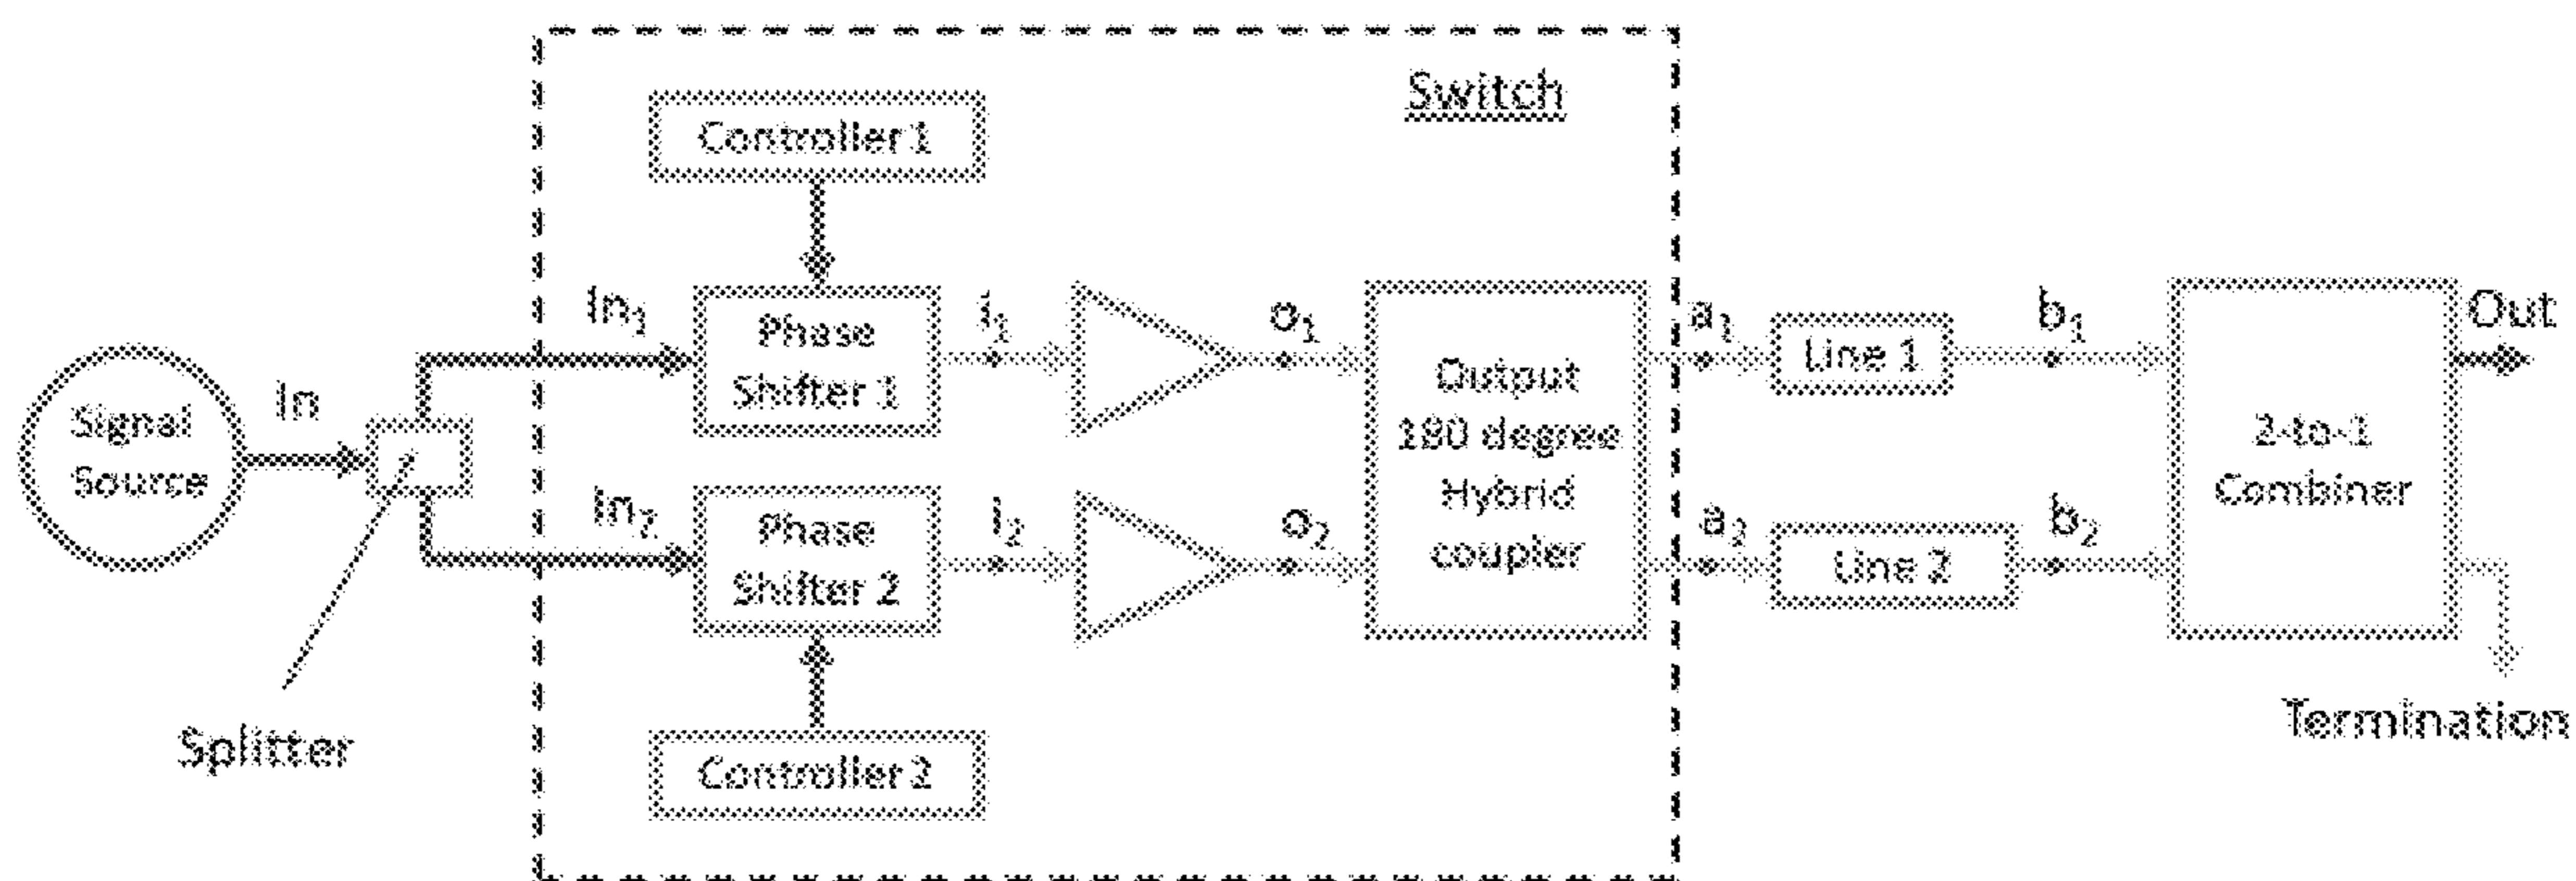 Switch
Controller 1
Signal
Source
In
Splitter
In₁
Phase
Shifter 1
i₁
o₁
In₂
Phase
Shifter 2
i₂
o₂
Controller 2
Output
180 degree
Hybrid
coupler
a₁
Line 1
b₁
a₂
Line 2
b₂
2-to-1
Combiner
Out
Termination